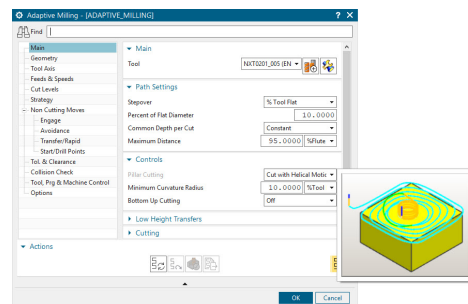 Adaptive Milling - [ADAPTIVE_MILLING]
? X
Find
Main
Geometry
Tool Axis
Feeds & Speeds
Cut Levels
Strategy
Non Cutting Moves
Engage
Avoidance
Transfer/Rapid
Start/Drill Points
Tol. & Clearance
Collision Check
Tool, Prg & Machine Control
Options
Main
Tool NXT0201_005 (EN
Path Settings
Stepover % Tool Flat
Percent of Flat Diameter 10.0000
Common Depth per Cut Constant
Maximum Distance 95.0000 %Flute
Controls
Pillar Cutting Cut with Helical Motic
Minimum Curvature Radius 10.0000 %Tool
Bottom Up Cutting Off
Low Height Transfers
Cutting
Actions
OK Cancel